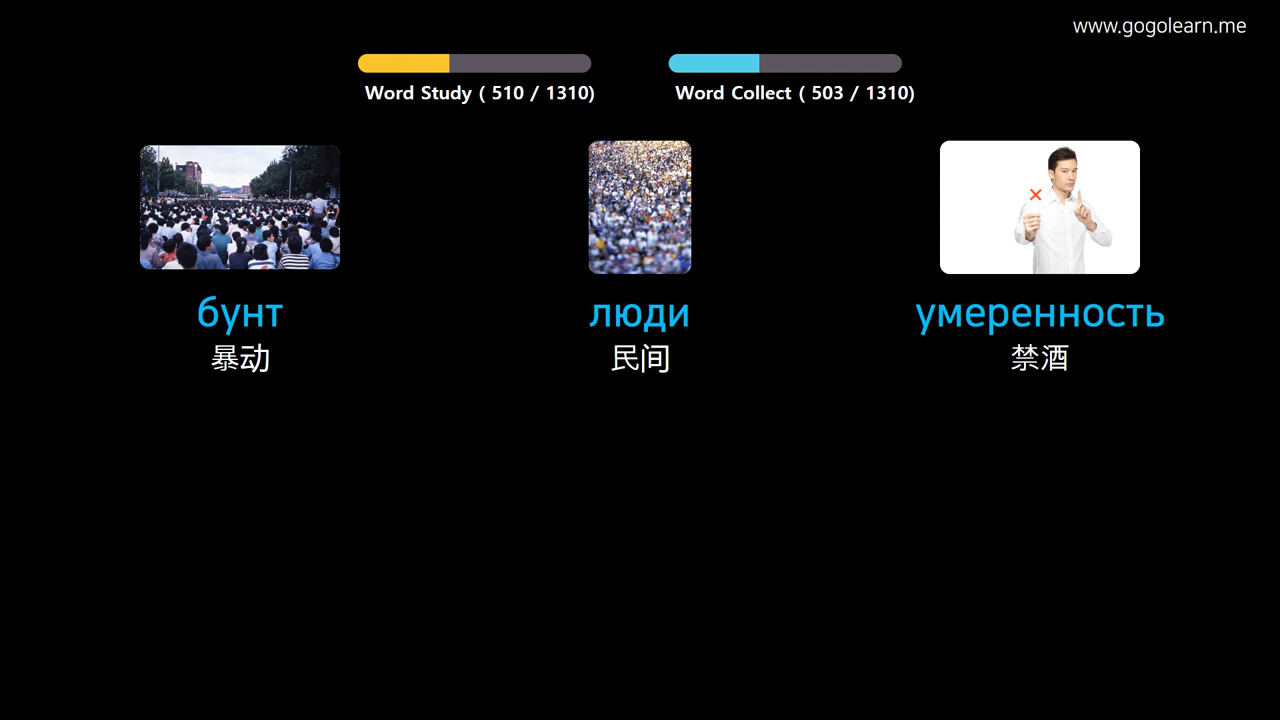 www.gogolearn.me
Word Study ( 510 / 1310)
Word Collect ( 503 / 1310)
бунт
люди
умеренность
暴动
民间
禁酒